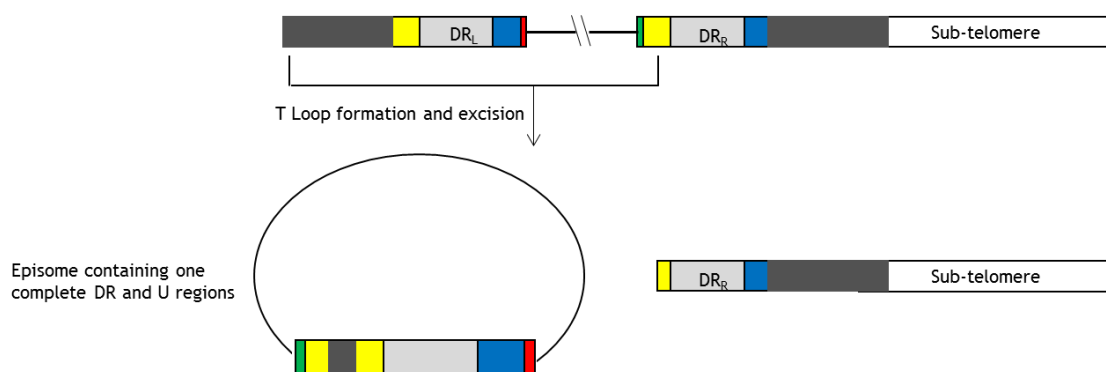 DRL DRR Sub-telomere
T Loop formation and excision
Episome containing one
complete DR and U regions
DRR Sub-telomere